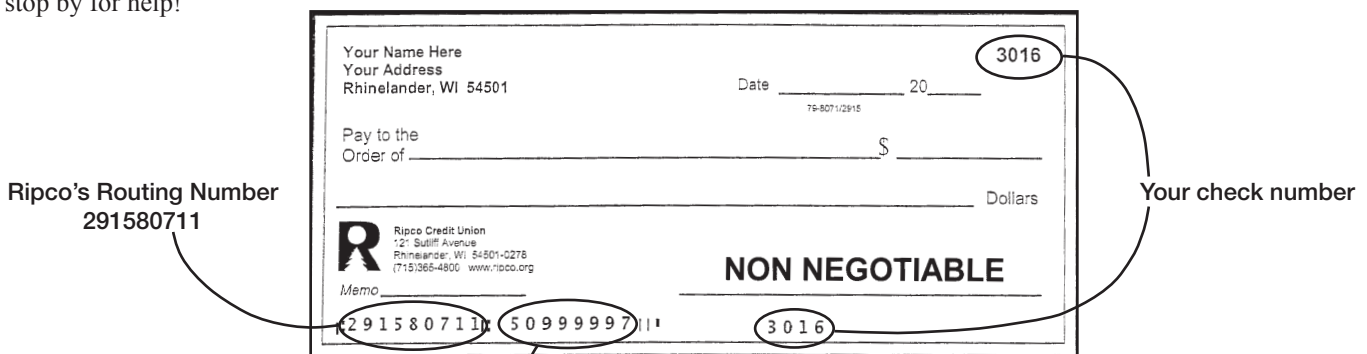 stop by for help!
Your Name Here
Your Address
Rhinelander, WI 54501
3016
Date 20
79-8071/2915
Pay to the
Order of $
Dollars
Ripco's Routing Number
291580711
Your check number
R
Ripco Credit Union
121 Sutliff Avenue
Rhinelander, WI 54501-0278
(715)365-4800 www.ripco.org
NON NEGOTIABLE
Memo
⑆291580711⑆ 50999997⑈ 3016